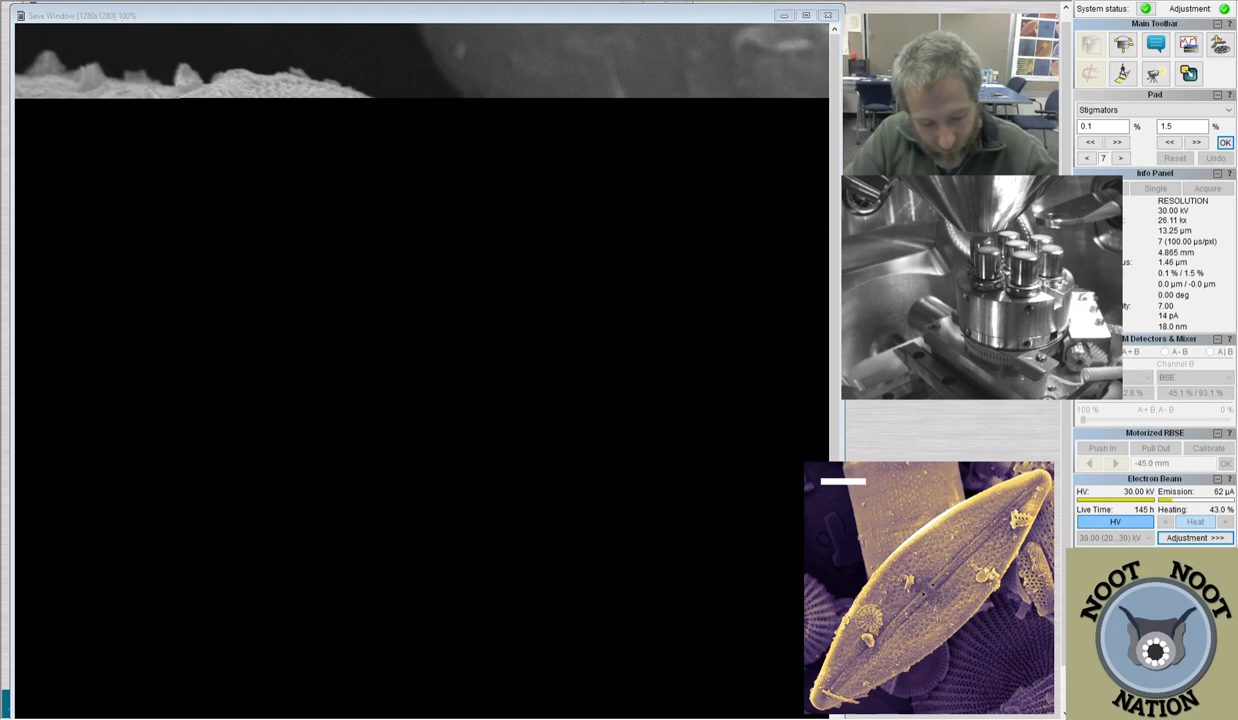 Save Window [1280x1280] 100%
System status:
Adjustment:
Main Toolbar
?
Pad
?
Stigmators
0.1 %
1.5 %
<< >>
<< >>
OK
< 7 >
Reset
Undo
Info Panel
?
Single
Acquire
RESOLUTION
30.00 kV
26.11 kx
13.25 µm
7 (100.00 µs/pxl)
4.865 mm
us: 1.46 µm
0.1 % / 1.5 %
0.0 µm / -0.0 µm
0.00 deg
ity: 7.00
14 pA
18.0 nm
M Detectors & Mixer
?
A + B
A - B
A | B
Channel B
BSE
2.8 %
45.1 % / 93.1 %
100 %
A + B, A - B
0 %
Motorized RBSE
?
Push In
Pull Out
Calibrate
-45.0 mm
OK
Electron Beam
?
HV: 30.00 kV
Emission: 62 µA
Live Time: 145 h
Heating: 43.0 %
HV
<
Heat
>
30.00 (20...30) kV
Adjustment >>>
NOOT NOOT
NATION